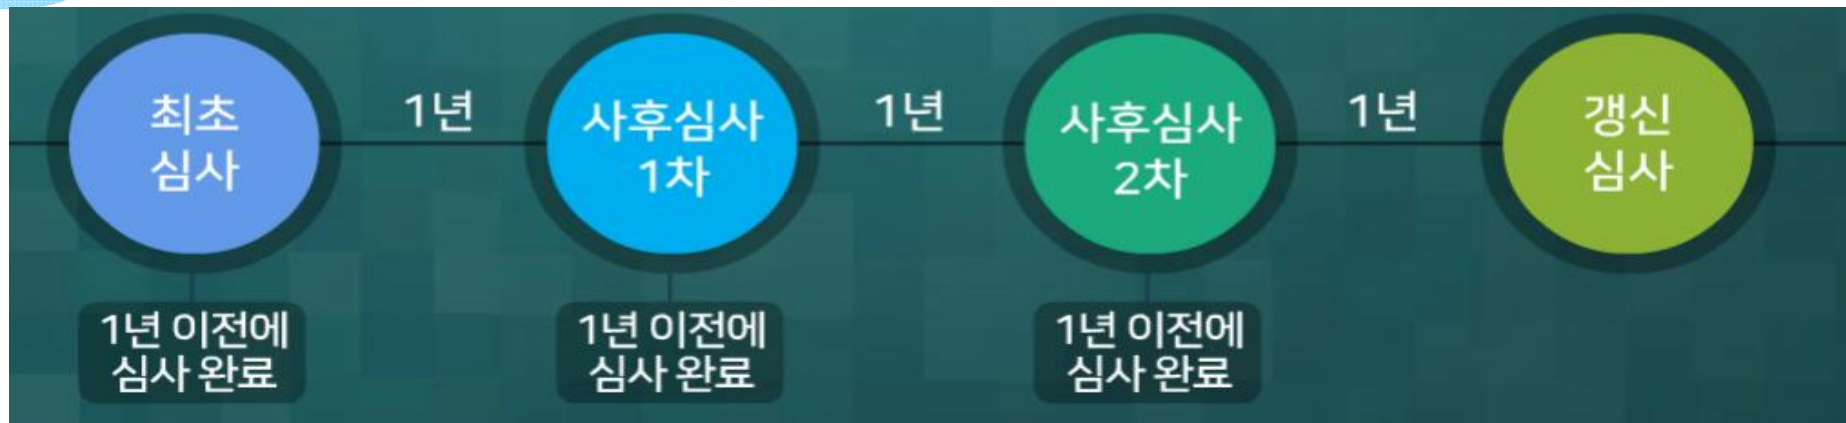 최초
심사
1년
사후심사
1차
1년
사후심사
2차
1년
갱신
심사
1년 이전에
심사 완료
1년 이전에
심사 완료
1년 이전에
심사 완료